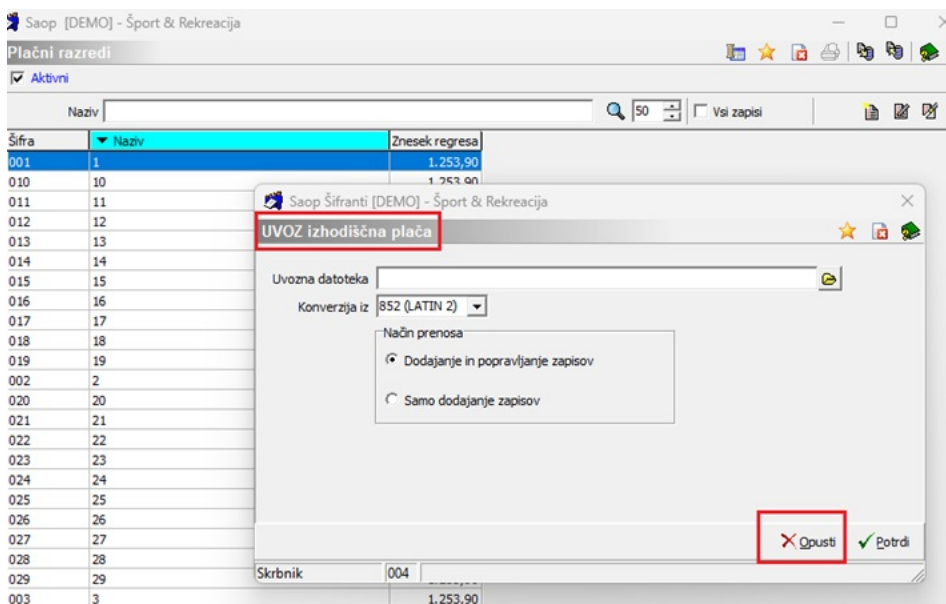 Saop [DEMO] - Šport & Rekreacija
Plačni razredi
Aktivni
Naziv 50 Vsi zapisi
Šifra Naziv Znesek regresa
001 1 1.253,90
010 10 1.253,90
011 11
012 12
013 13
014 14
015 15
016 16
017 17
018 18
019 19
002 2
020 20
021 21
022 22
023 23
024 24
025 25
026 26
027 27
028 28
029 29
003 3 1.253,90
Saop Šifranti [DEMO] - Šport & Rekreacija
UVOZ izhodiščna plača
Uvozna datoteka
Konverzija iz 852 (LATIN 2)
Način prenosa
Dodajanje in popravljanje zapisov
Samo dodajanje zapisov
Opusti Potrdi
Skrbnik 004